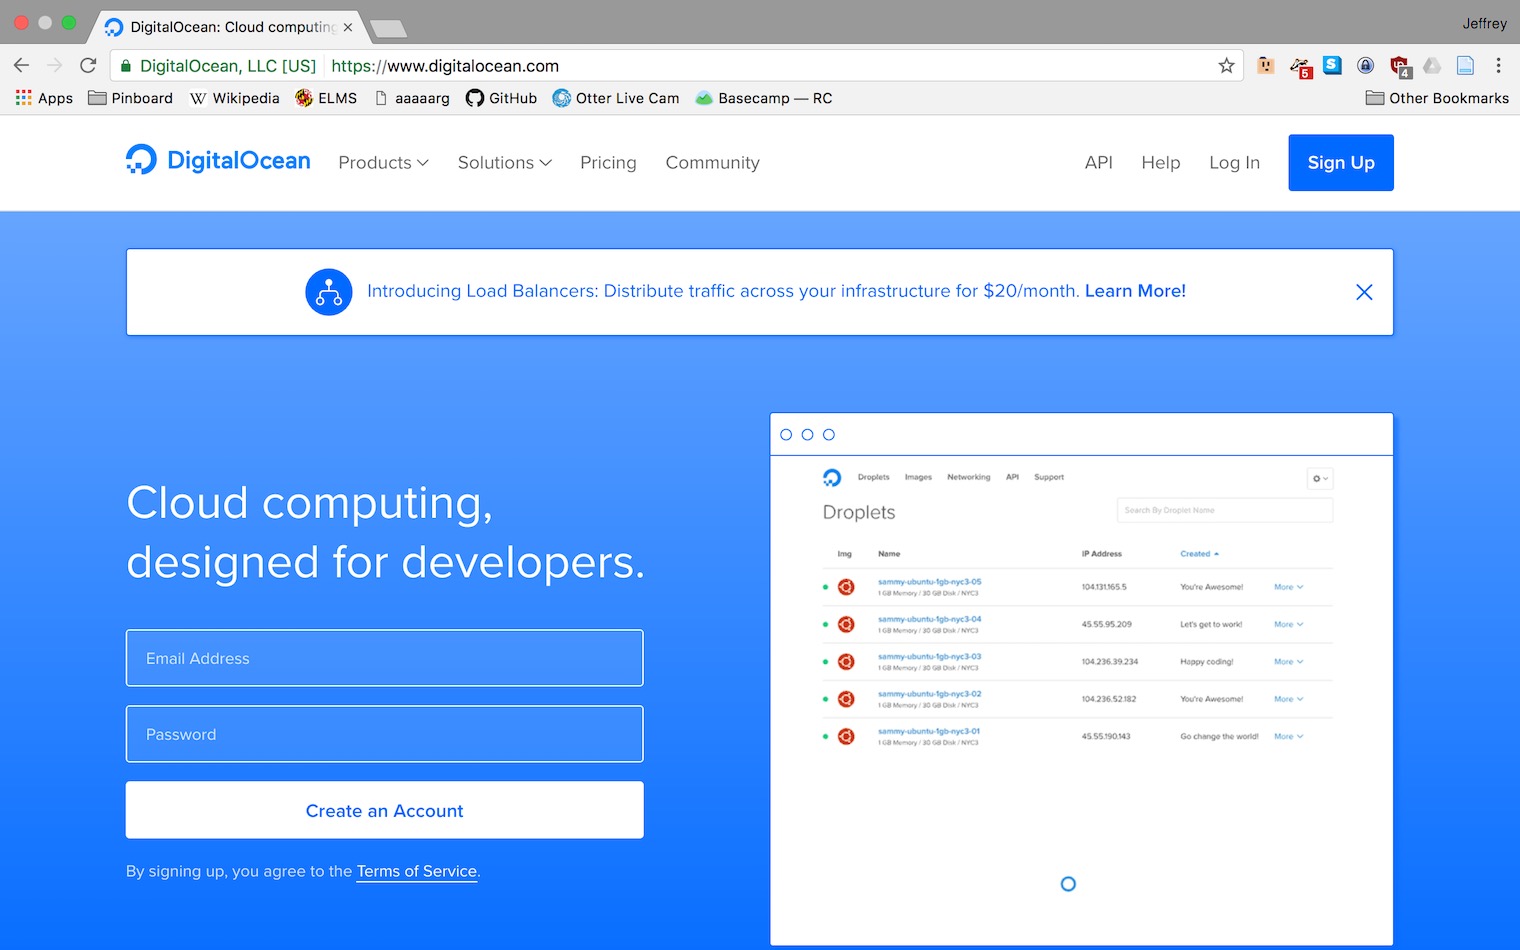 DigitalOcean: Cloud computing
Jeffrey
DigitalOcean, LLC [US] https://www.digitalocean.com
5
S
4
Apps Pinboard W Wikipedia ELMS aaaaarg GitHub Otter Live Cam Basecamp — RC Other Bookmarks
DigitalOcean Products Solutions Pricing Community API Help Log In Sign Up
Introducing Load Balancers: Distribute traffic across your infrastructure for $20/month. Learn More!
Cloud computing,
designed for developers.
Email Address
Password
Create an Account
By signing up, you agree to the Terms of Service.
Droplets Images Networking API Support
Droplets
Search By Droplet Name
Img Name IP Address Created
sammy-ubuntu-1gb-nyc3-05 104.131.165.5 You're Awesome! More
1 GB Memory / 30 GB Disk / NYC3
sammy-ubuntu-1gb-nyc3-04 45.55.95.209 Let's get to work! More
1 GB Memory / 30 GB Disk / NYC3
sammy-ubuntu-1gb-nyc3-03 104.236.39.234 Happy coding! More
1 GB Memory / 30 GB Disk / NYC3
sammy-ubuntu-1gb-nyc3-02 104.236.52.182 You're Awesome! More
1 GB Memory / 30 GB Disk / NYC3
sammy-ubuntu-1gb-nyc3-01 45.55.190.143 Go change the world! More
1 GB Memory / 30 GB Disk / NYC3